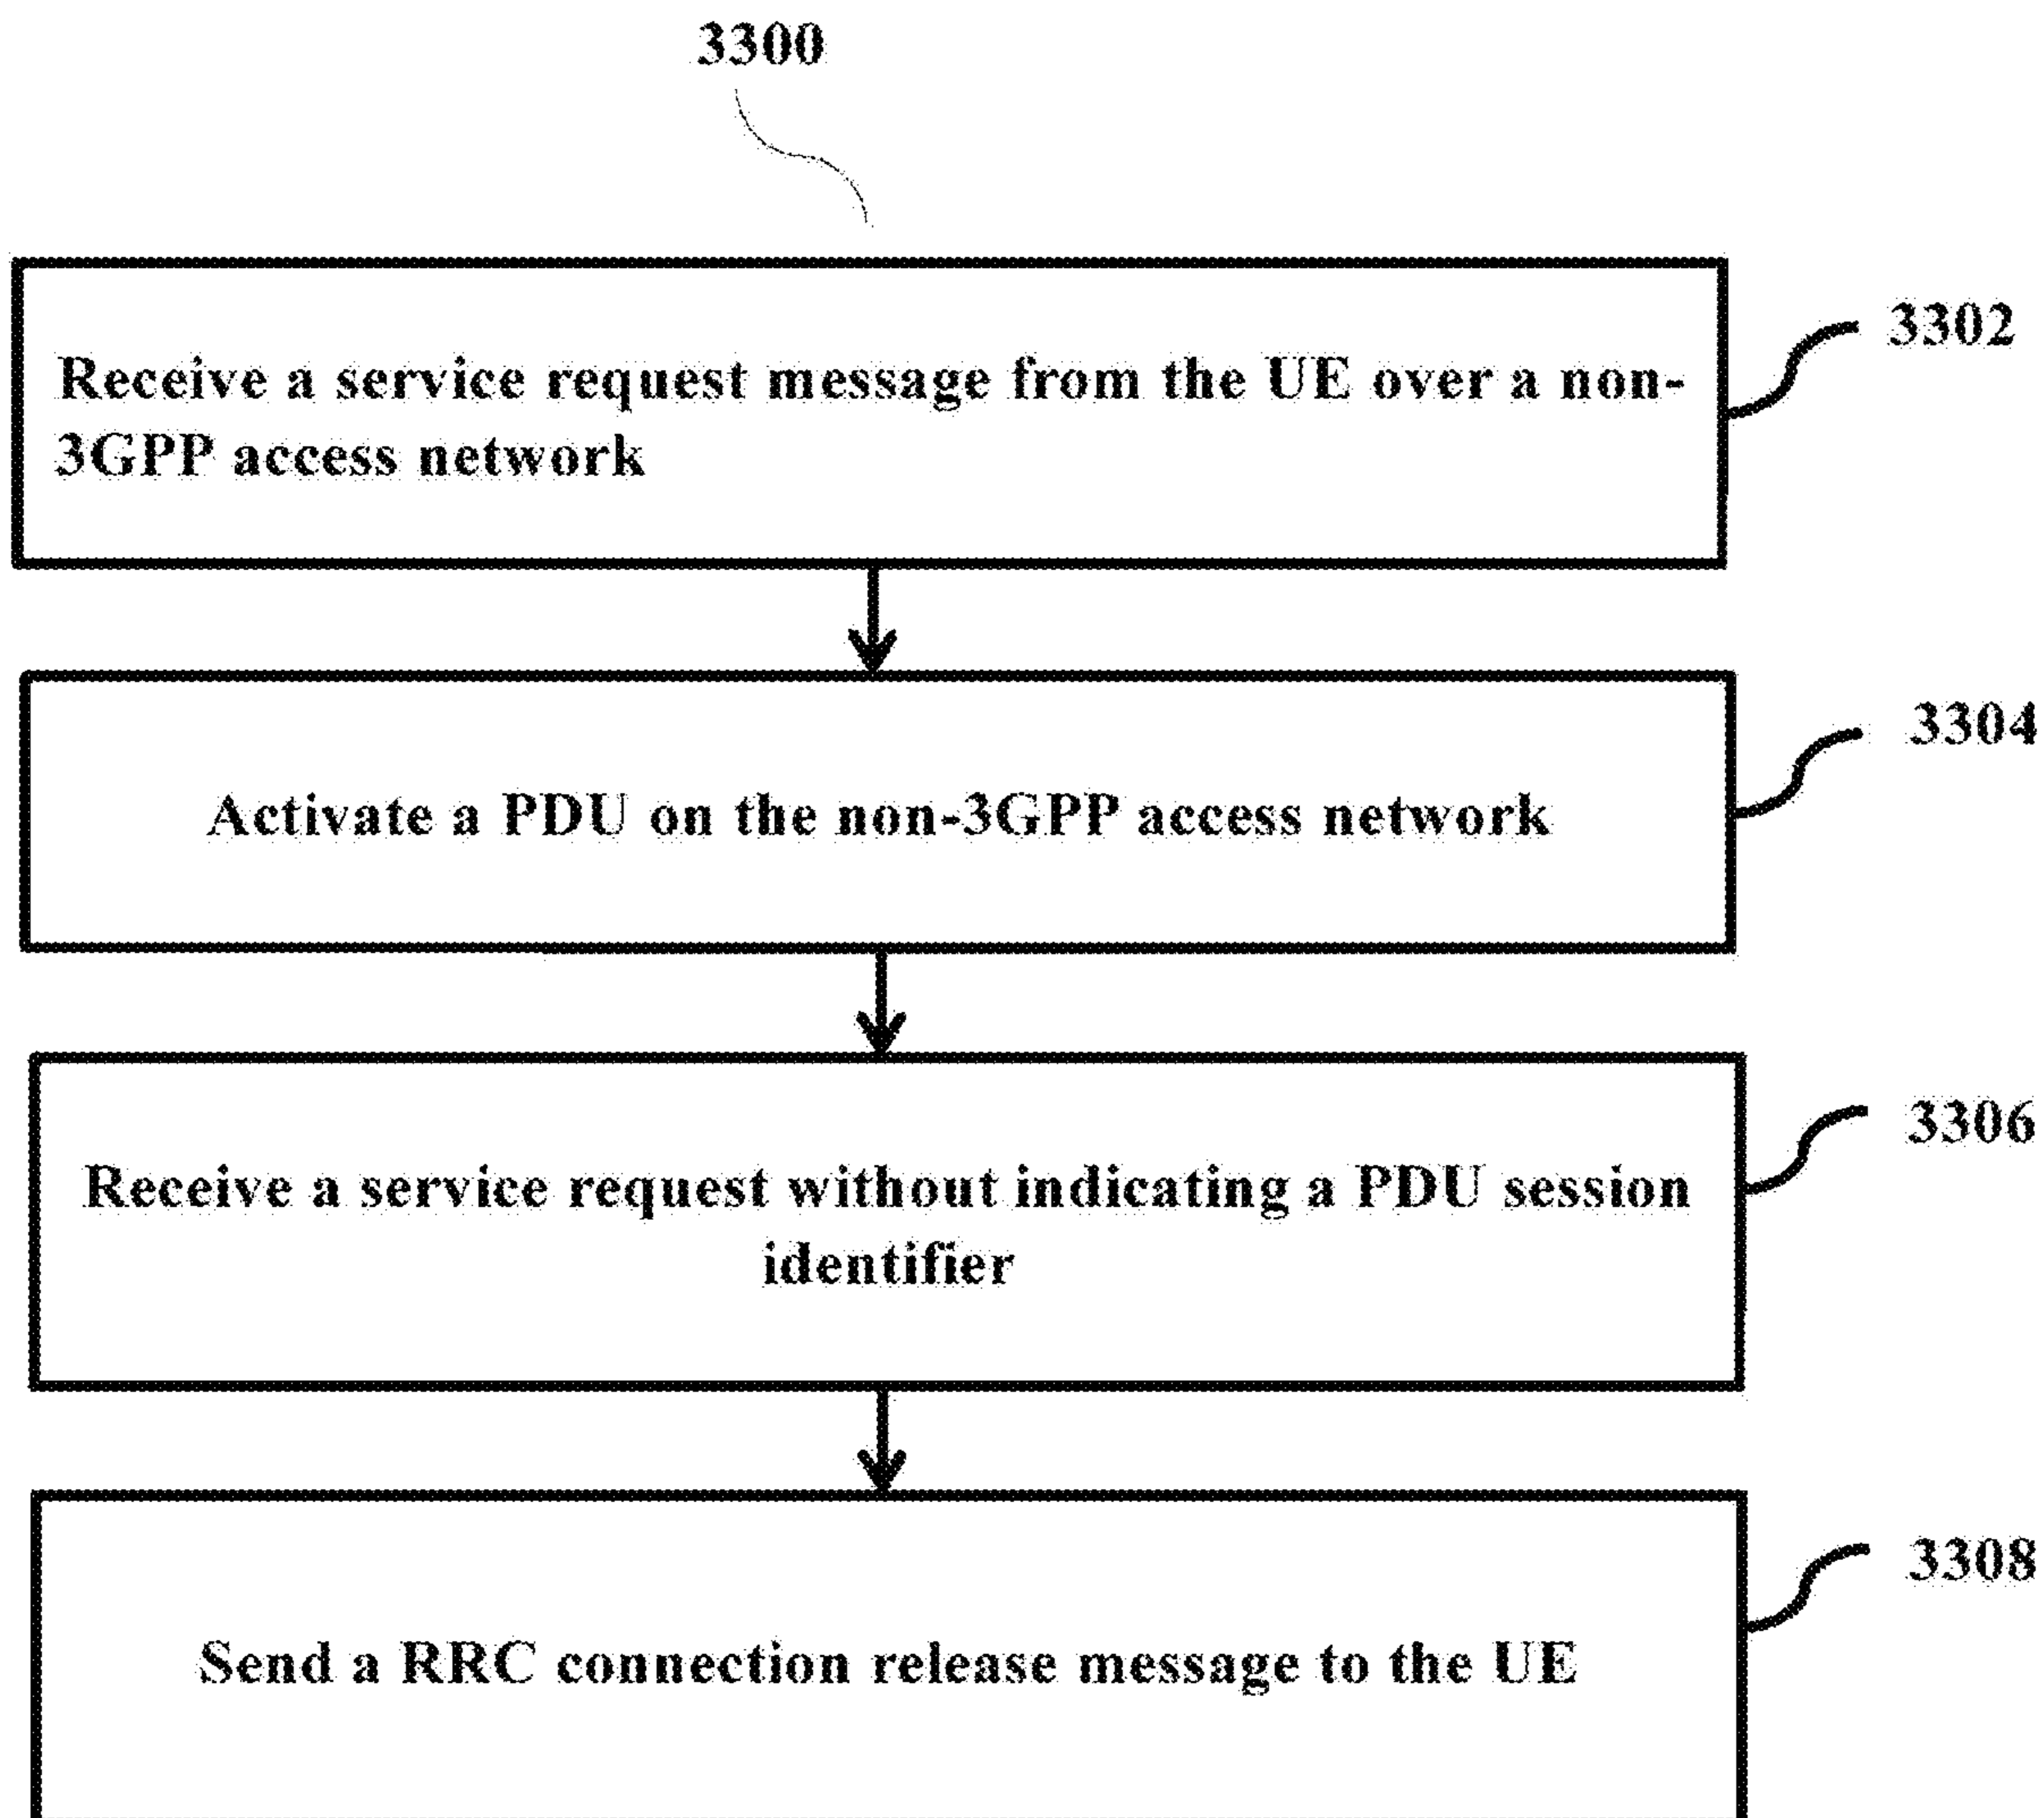 3300
3302
Receive a service request message from the UE over a non-
3GPP access network
3304
Activate a PDU on the non-3GPP access network
3306
Receive a service request without indicating a PDU session
identifier
3308
Send a RRC connection release message to the UE